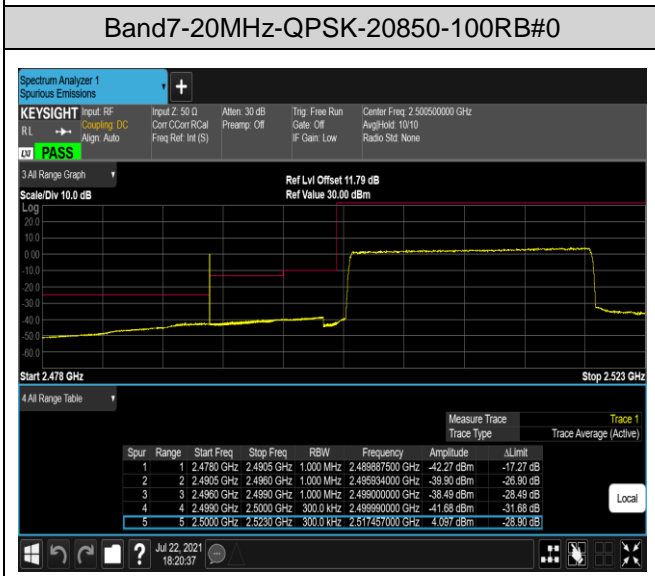 Band7-20MHz-QPSK-20850-100RB#0
Spectrum Analyzer 1
Spurious Emissions
+
KEYSIGHT Input: RF Input Z: 50 Ω Atten: 30 dB Trig: Free Run Center Freq: 2.500500000 GHz
RL Coupling: DC Corr CCorr RCal Preamp: Off Gate: Off Avg|Hold: 10/10
Align: Auto Freq Ref: Int (S) IF Gain: Low Radio Std: None
LXI PASS
3 All Range Graph
Ref Lvl Offset 11.79 dB
Scale/Div 10.0 dB Ref Value 30.00 dBm
Log
20.0
10.0
0.00
-10.0
-20.0
-30.0
-40.0
-50.0
-60.0
Start 2.478 GHz Stop 2.523 GHz
4 All Range Table
Measure Trace Trace 1
Trace Type Trace Average (Active)
Spur Range Start Freq Stop Freq RBW Frequency Amplitude ΔLimit
1 1 2.4780 GHz 2.4905 GHz 1.000 MHz 2.489887500 GHz -42.27 dBm -17.27 dB
2 2 2.4905 GHz 2.4960 GHz 1.000 MHz 2.495934000 GHz -39.90 dBm -26.90 dB
3 3 2.4960 GHz 2.4990 GHz 1.000 MHz 2.499000000 GHz -38.49 dBm -28.49 dB
4 4 2.4990 GHz 2.5000 GHz 300.0 kHz 2.499990000 GHz -41.68 dBm -31.68 dB
5 5 2.5000 GHz 2.5230 GHz 300.0 kHz 2.517457000 GHz 4.097 dBm -28.90 dB
Local
?
Jul 22, 2021
18:20:37